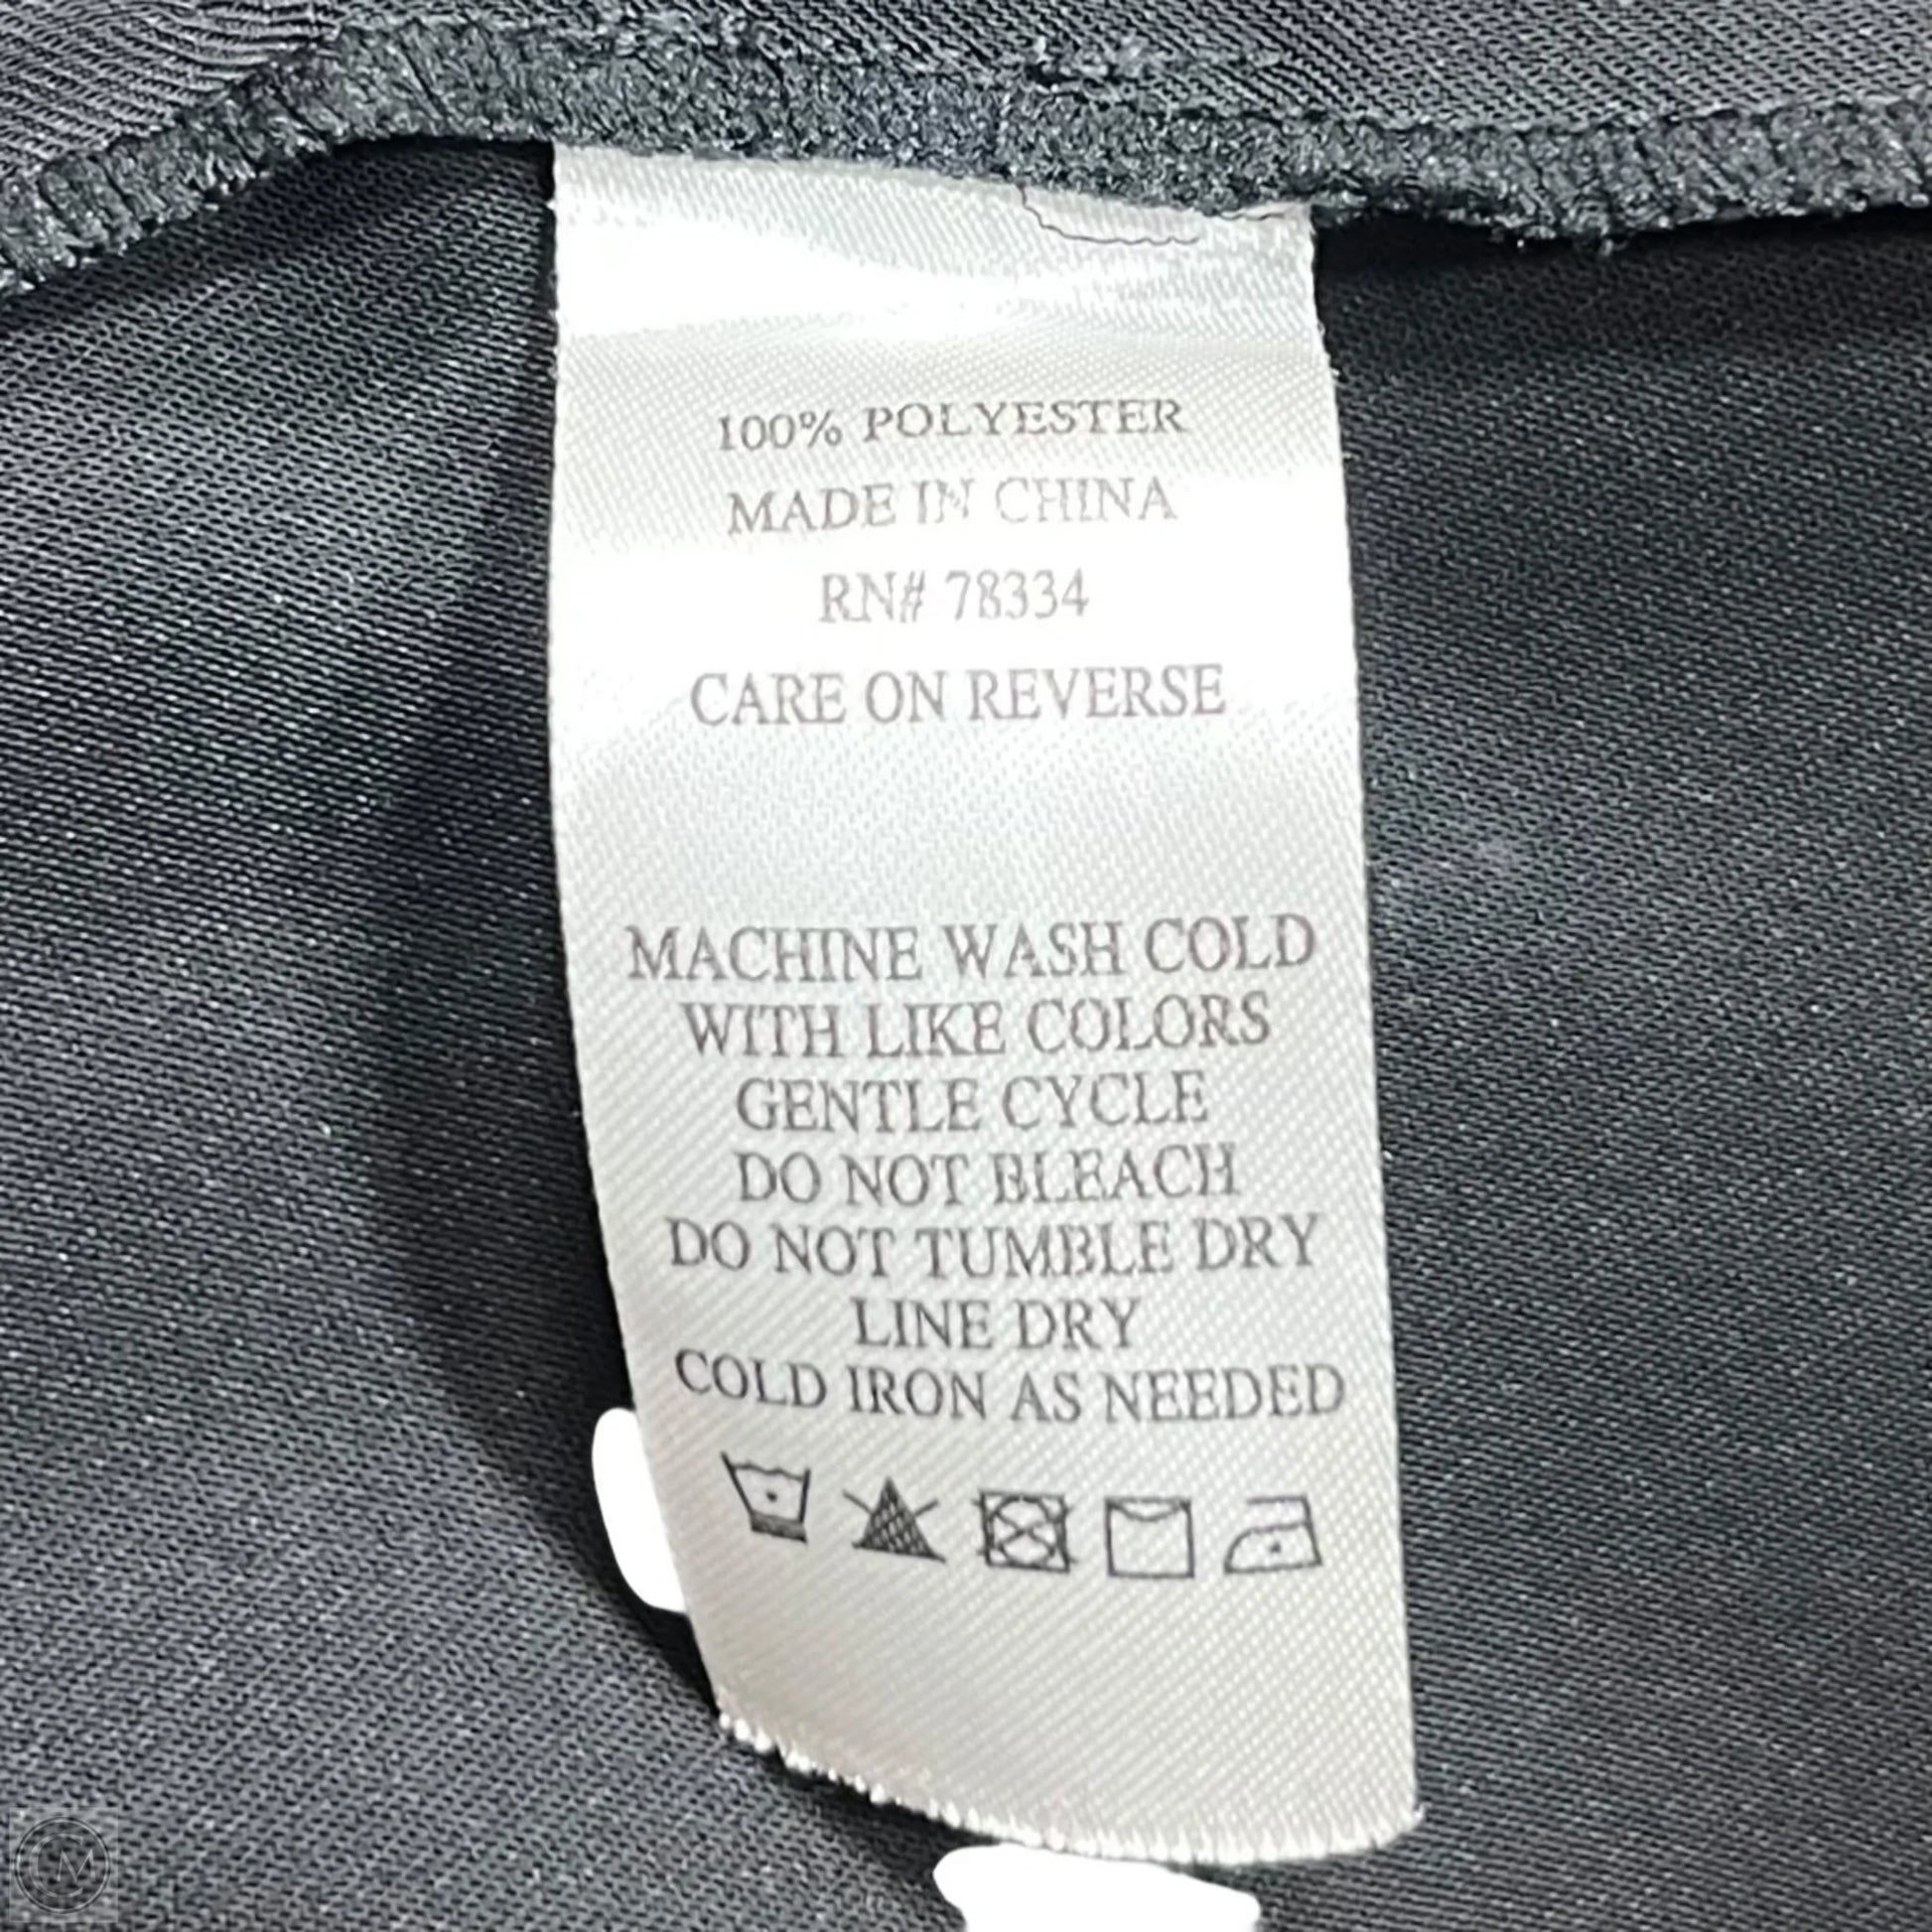 100% POLYESTER
MADE IN CHINA
RN# 78334
CARE ON REVERSE
MACHINE WASH COLD
WITH LIKE COLORS
GENTLE CYCLE
DO NOT BLEACH
DO NOT TUMBLE DRY
LINE DRY
COLD IRON AS NEEDED